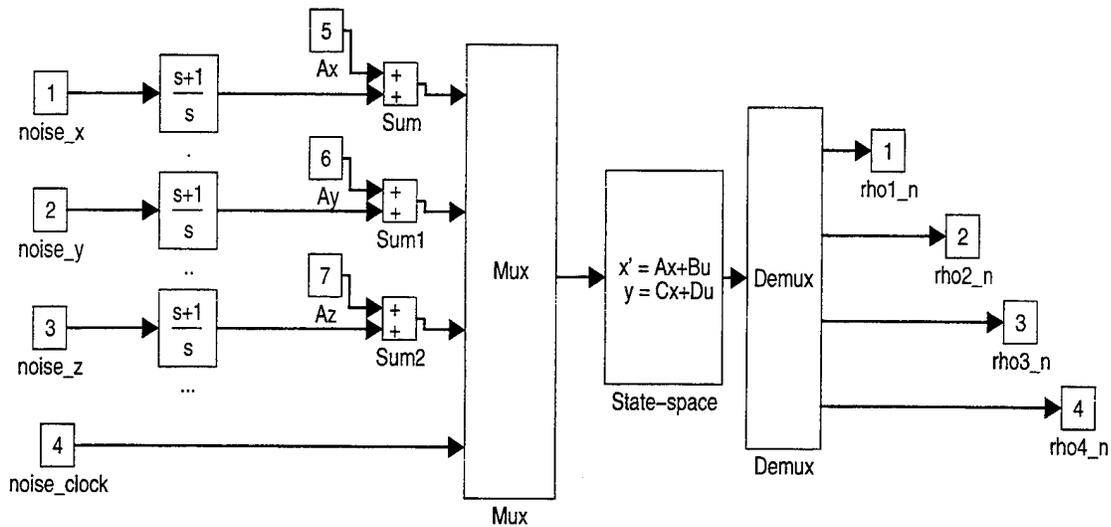 5
Ax
1
noise_x
s+1
s
+
+
Sum
.
6
Ay
2
noise_y
s+1
s
+
+
Sum1
..
7
Az
3
noise_z
s+1
s
+
+
Sum2
...
4
noise_clock
Mux
Mux
x' = Ax+Bu
y = Cx+Du
State-space
Demux
Demux
1
rho1_n
2
rho2_n
3
rho3_n
4
rho4_n